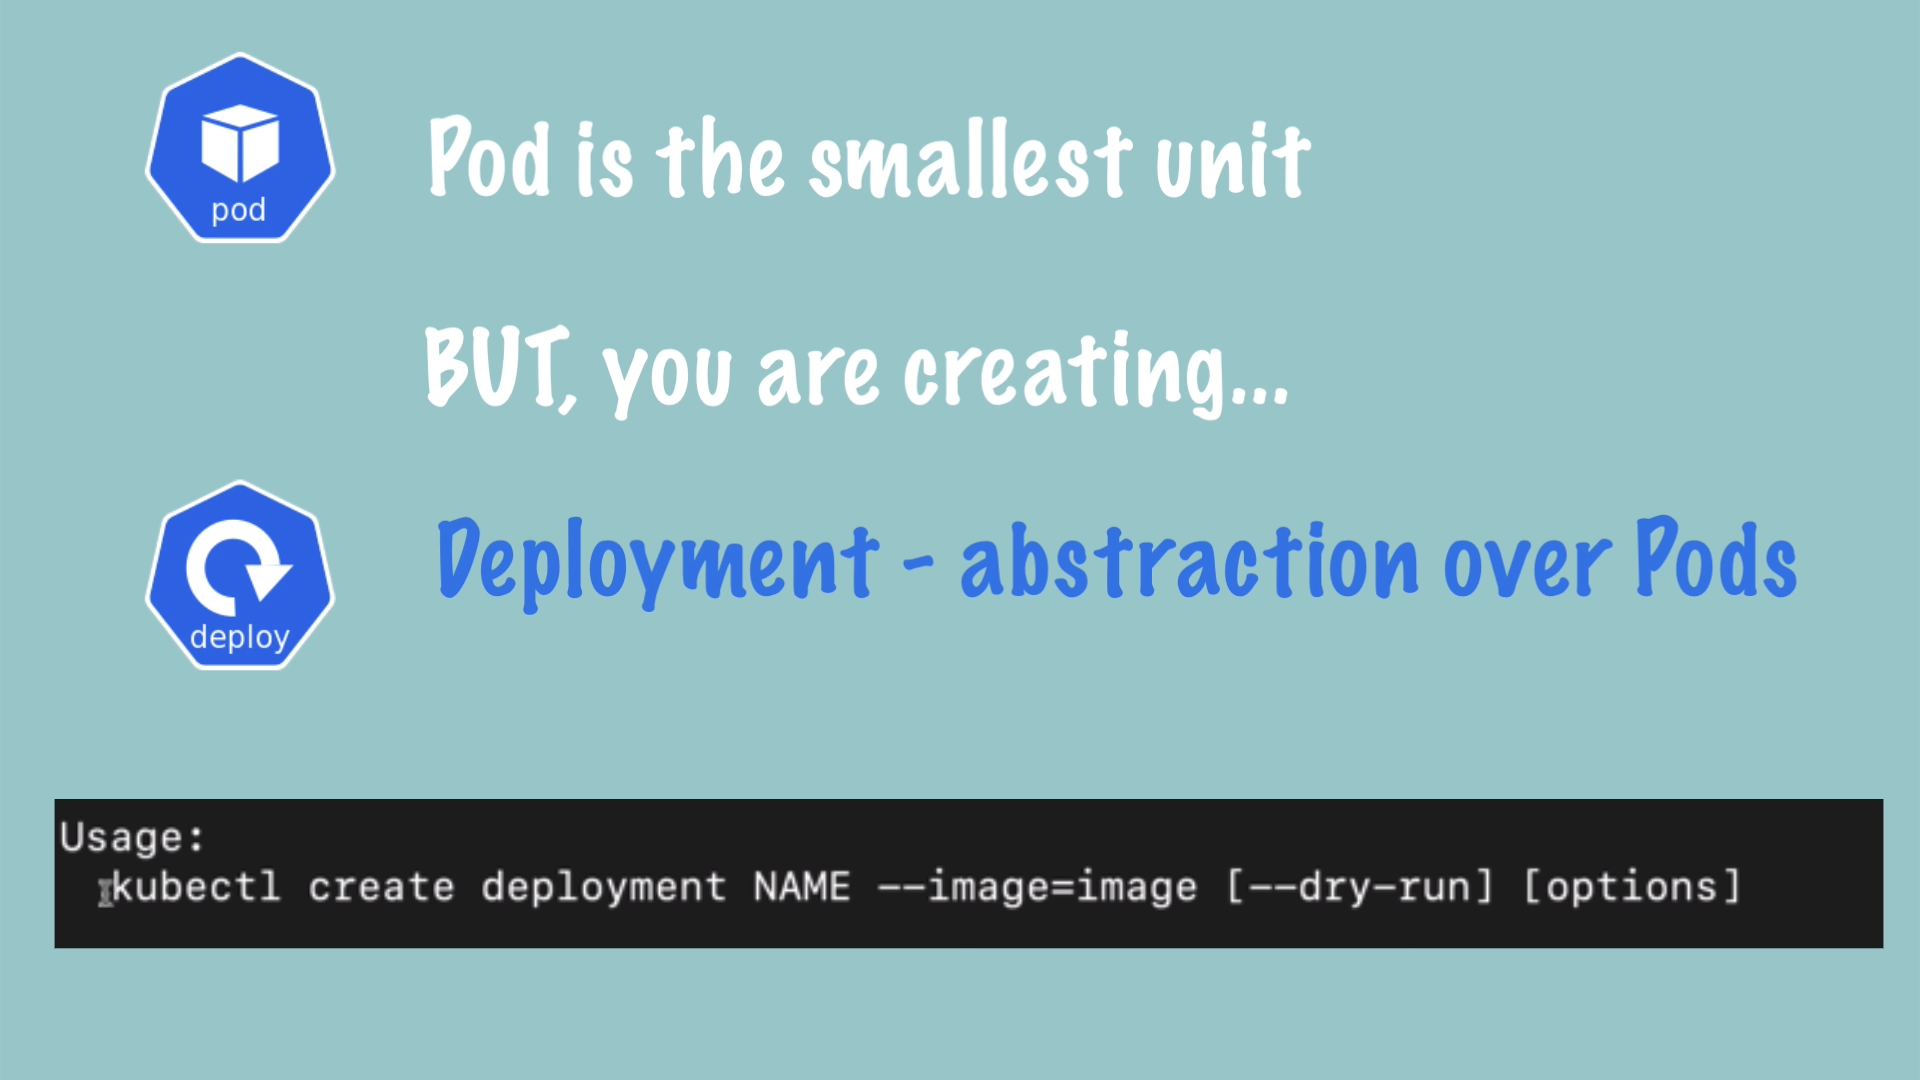 pod
Pod is the smallest unit
BUT, you are creating...
deploy
Deployment - abstraction over Pods
Usage:
kubectl create deployment NAME --image=image [--dry-run] [options]